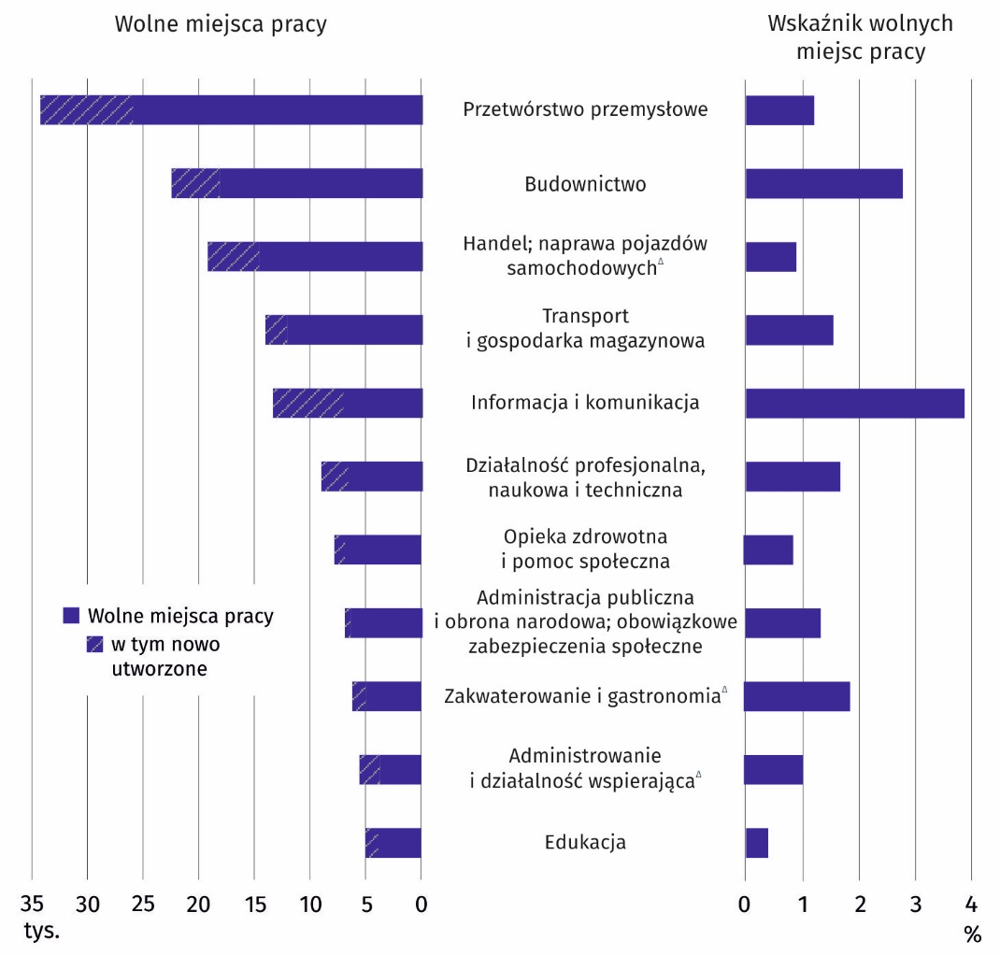 Wolne miejsca pracy
Wskaźnik wolnych
miejsc pracy
Przetwórstwo przemysłowe
Budownictwo
Handel; naprawa pojazdów
samochodowych^Δ
Transport
i gospodarka magazynowa
Informacja i komunikacja
Działalność profesjonalna,
naukowa i techniczna
Opieka zdrowotna
i pomoc społeczna
Administracja publiczna
i obrona narodowa; obowiązkowe
zabezpieczenia społeczne
Zakwaterowanie i gastronomia^Δ
Administrowanie
i działalność wspierająca^Δ
Edukacja
Wolne miejsca pracy
w tym nowo
utworzone
35 30 25 20 15 10 5 0
tys.
0 1 2 3 4
%